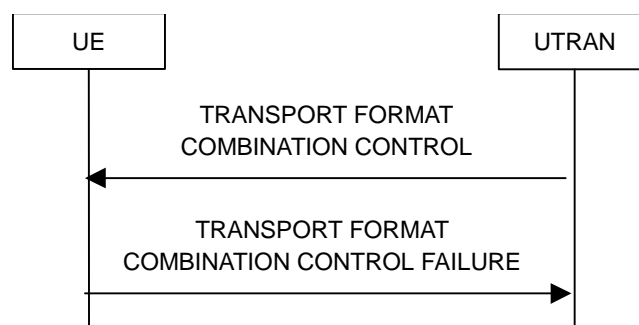 UE
UTRAN
TRANSPORT FORMAT
COMBINATION CONTROL
TRANSPORT FORMAT
COMBINATION CONTROL FAILURE